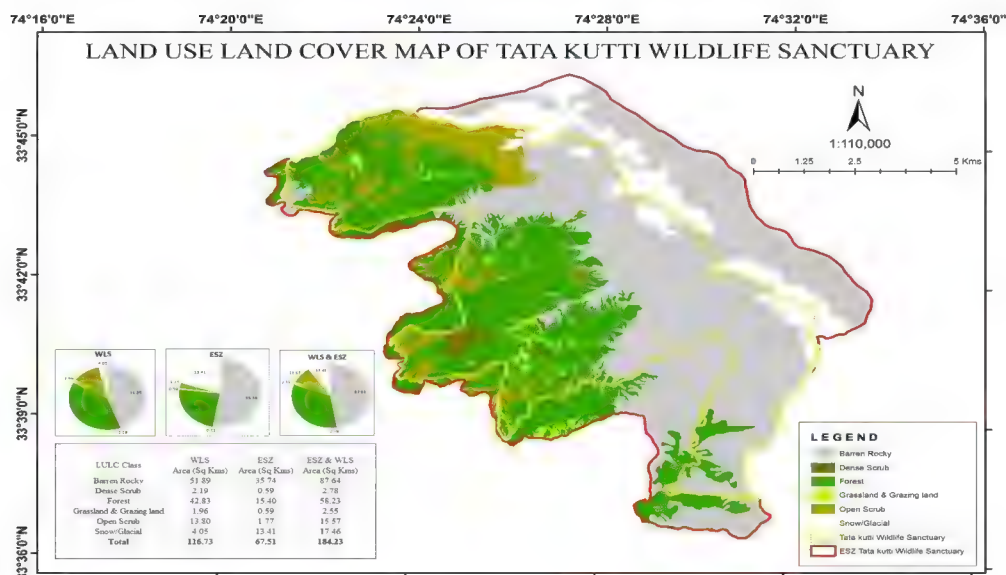 74°16'0"E 74°20'0"E 74°24'0"E 74°28'0"E 74°32'0"E 74°36'0"E
LAND USE LAND COVER MAP OF TATA KUTTI WILDLIFE SANCTUARY
N
1:110,000
0 1.25 2.5 5 Kms
33°45'0"N
33°42'0"N
33°39'0"N
33°36'0"N
WLS ESZ WLS & ESZ
LULC Class WLS Area (Sq Kms) ESZ Area (Sq Kms) ESZ & WLS Area (Sq Kms)
Barren Rocky 51.89 35.74 87.64
Dense Scrub 2.19 0.59 2.78
Forest 42.83 15.40 58.23
Grassland & Grazing land 1.96 0.59 2.55
Open Scrub 13.80 1.77 15.57
Snow/Glacial 4.05 13.41 17.46
Total 116.73 67.51 184.23
LEGEND
Barren Rocky
Dense Scrub
Forest
Grassland & Grazing land
Open Scrub
Snow/Glacial
Tata kutti Wildlife Sanctuary
ESZ Tata kutti Wildlife Sanctuary